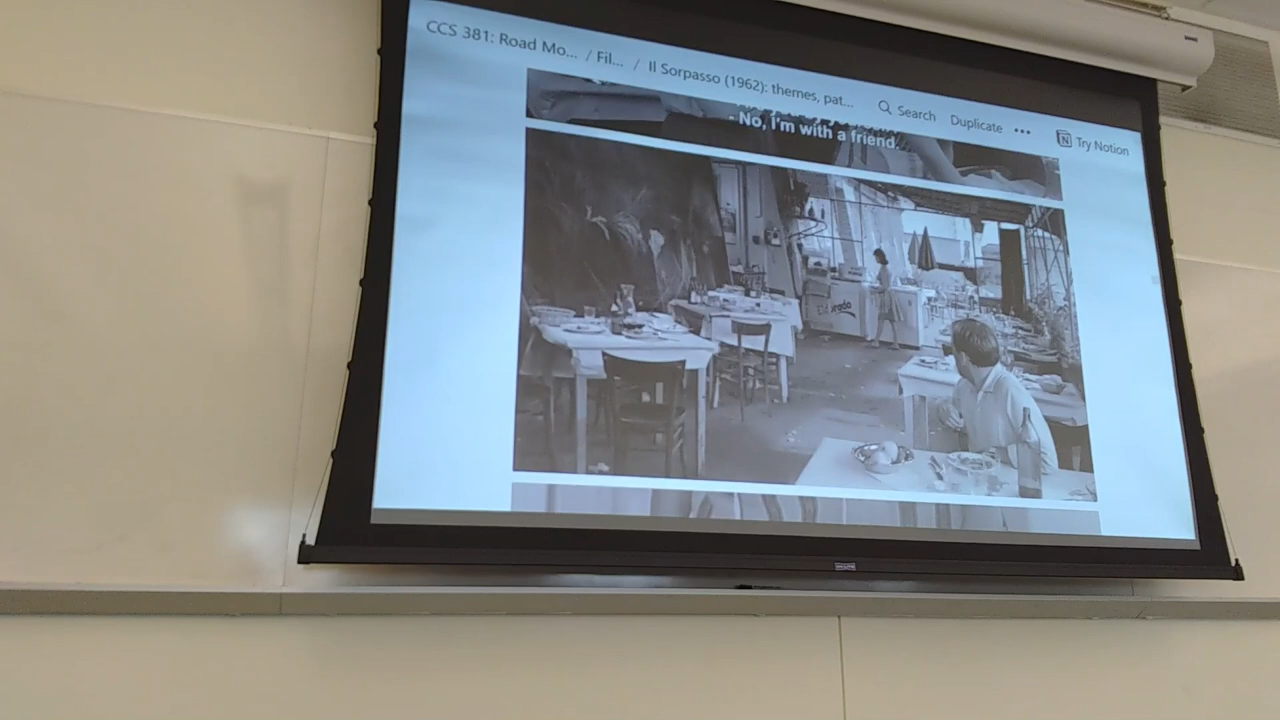 CCS 381: Road Mo... / Fil... / Il Sorpasso (1962): themes, pat...
Search
Duplicate
Try Notion
- No, I'm with a friend.